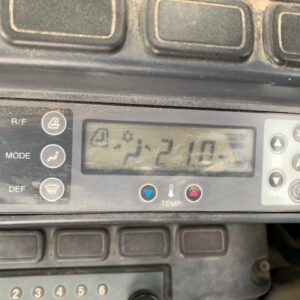 R/F
MODE
DEF
21.0
TEMP
2 3 4 5 6